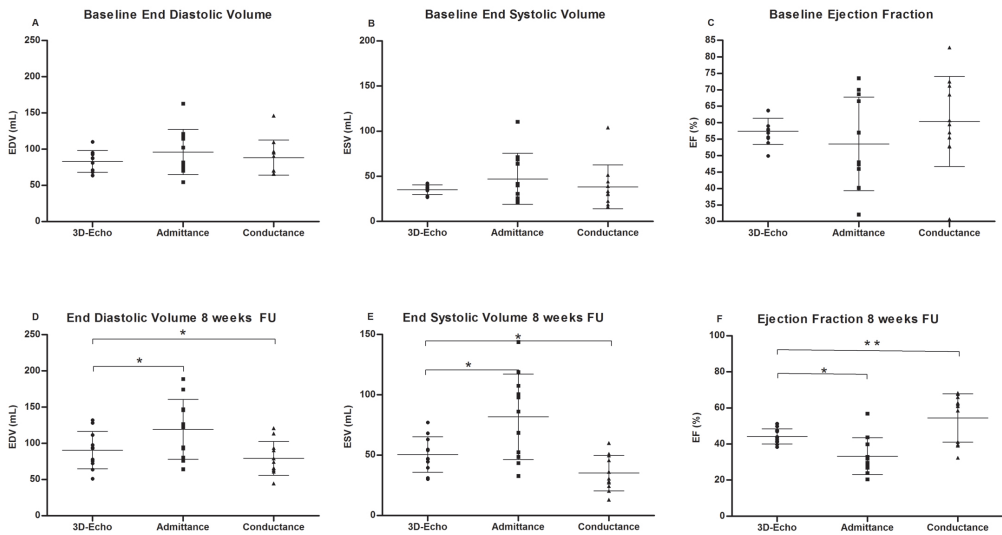 A
Baseline End Diastolic Volume
EDV (mL)
250
200
150
100
50
0
3D-Echo Admittance Conductance
B
Baseline End Systolic Volume
ESV (mL)
200
150
100
50
0
3D-Echo Admittance Conductance
C
Baseline Ejection Fraction
EF (%)
85
80
75
70
65
60
55
50
45
40
35
30
3D-Echo Admittance Conductance
D
End Diastolic Volume 8 weeks FU
EDV (mL)
250
200
150
100
50
0
*
*
3D-Echo Admittance Conductance
E
End Systolic Volume 8 weeks FU
ESV (mL)
150
100
50
0
*
*
3D-Echo Admittance Conductance
F
Ejection Fraction 8 weeks FU
EF (%)
100
80
60
40
20
0
**
*
3D-Echo Admittance Conductance